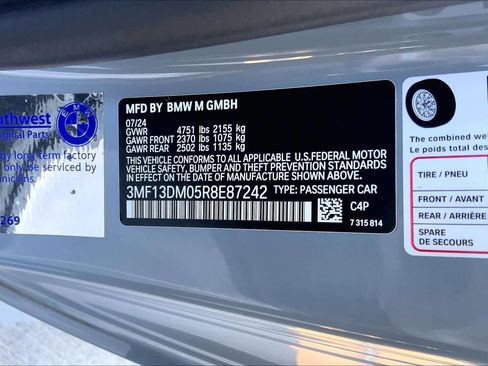 uthwest
iginal Parts
y long term factory
d only be serviced by
nicians.
269
MFD BY BMW M GMBH
07/24
GVWR 4751 lbs 2155 kg
GAWR FRONT 2370 lbs 1075 kg
GAWR REAR 2502 lbs 1135 kg
THIS VEHICLE CONFORMS TO ALL APPLICABLE
U.S.FEDERAL MOTOR
VEHICLE SAFETY, BUMPER, AND THEFT PREVENTION STANDARDS
IN EFFECT ON THE DATE OF MANUFACTURE SHOWN ABOVE.
3MF13DM05R8E87242 TYPE: PASSENGER CAR
C4P
7 315 814
The combined we
Le poids total des
TIRE / PNEU
FRONT / AVANT
REAR / ARRIÈRE
SPARE
DE SECOURS